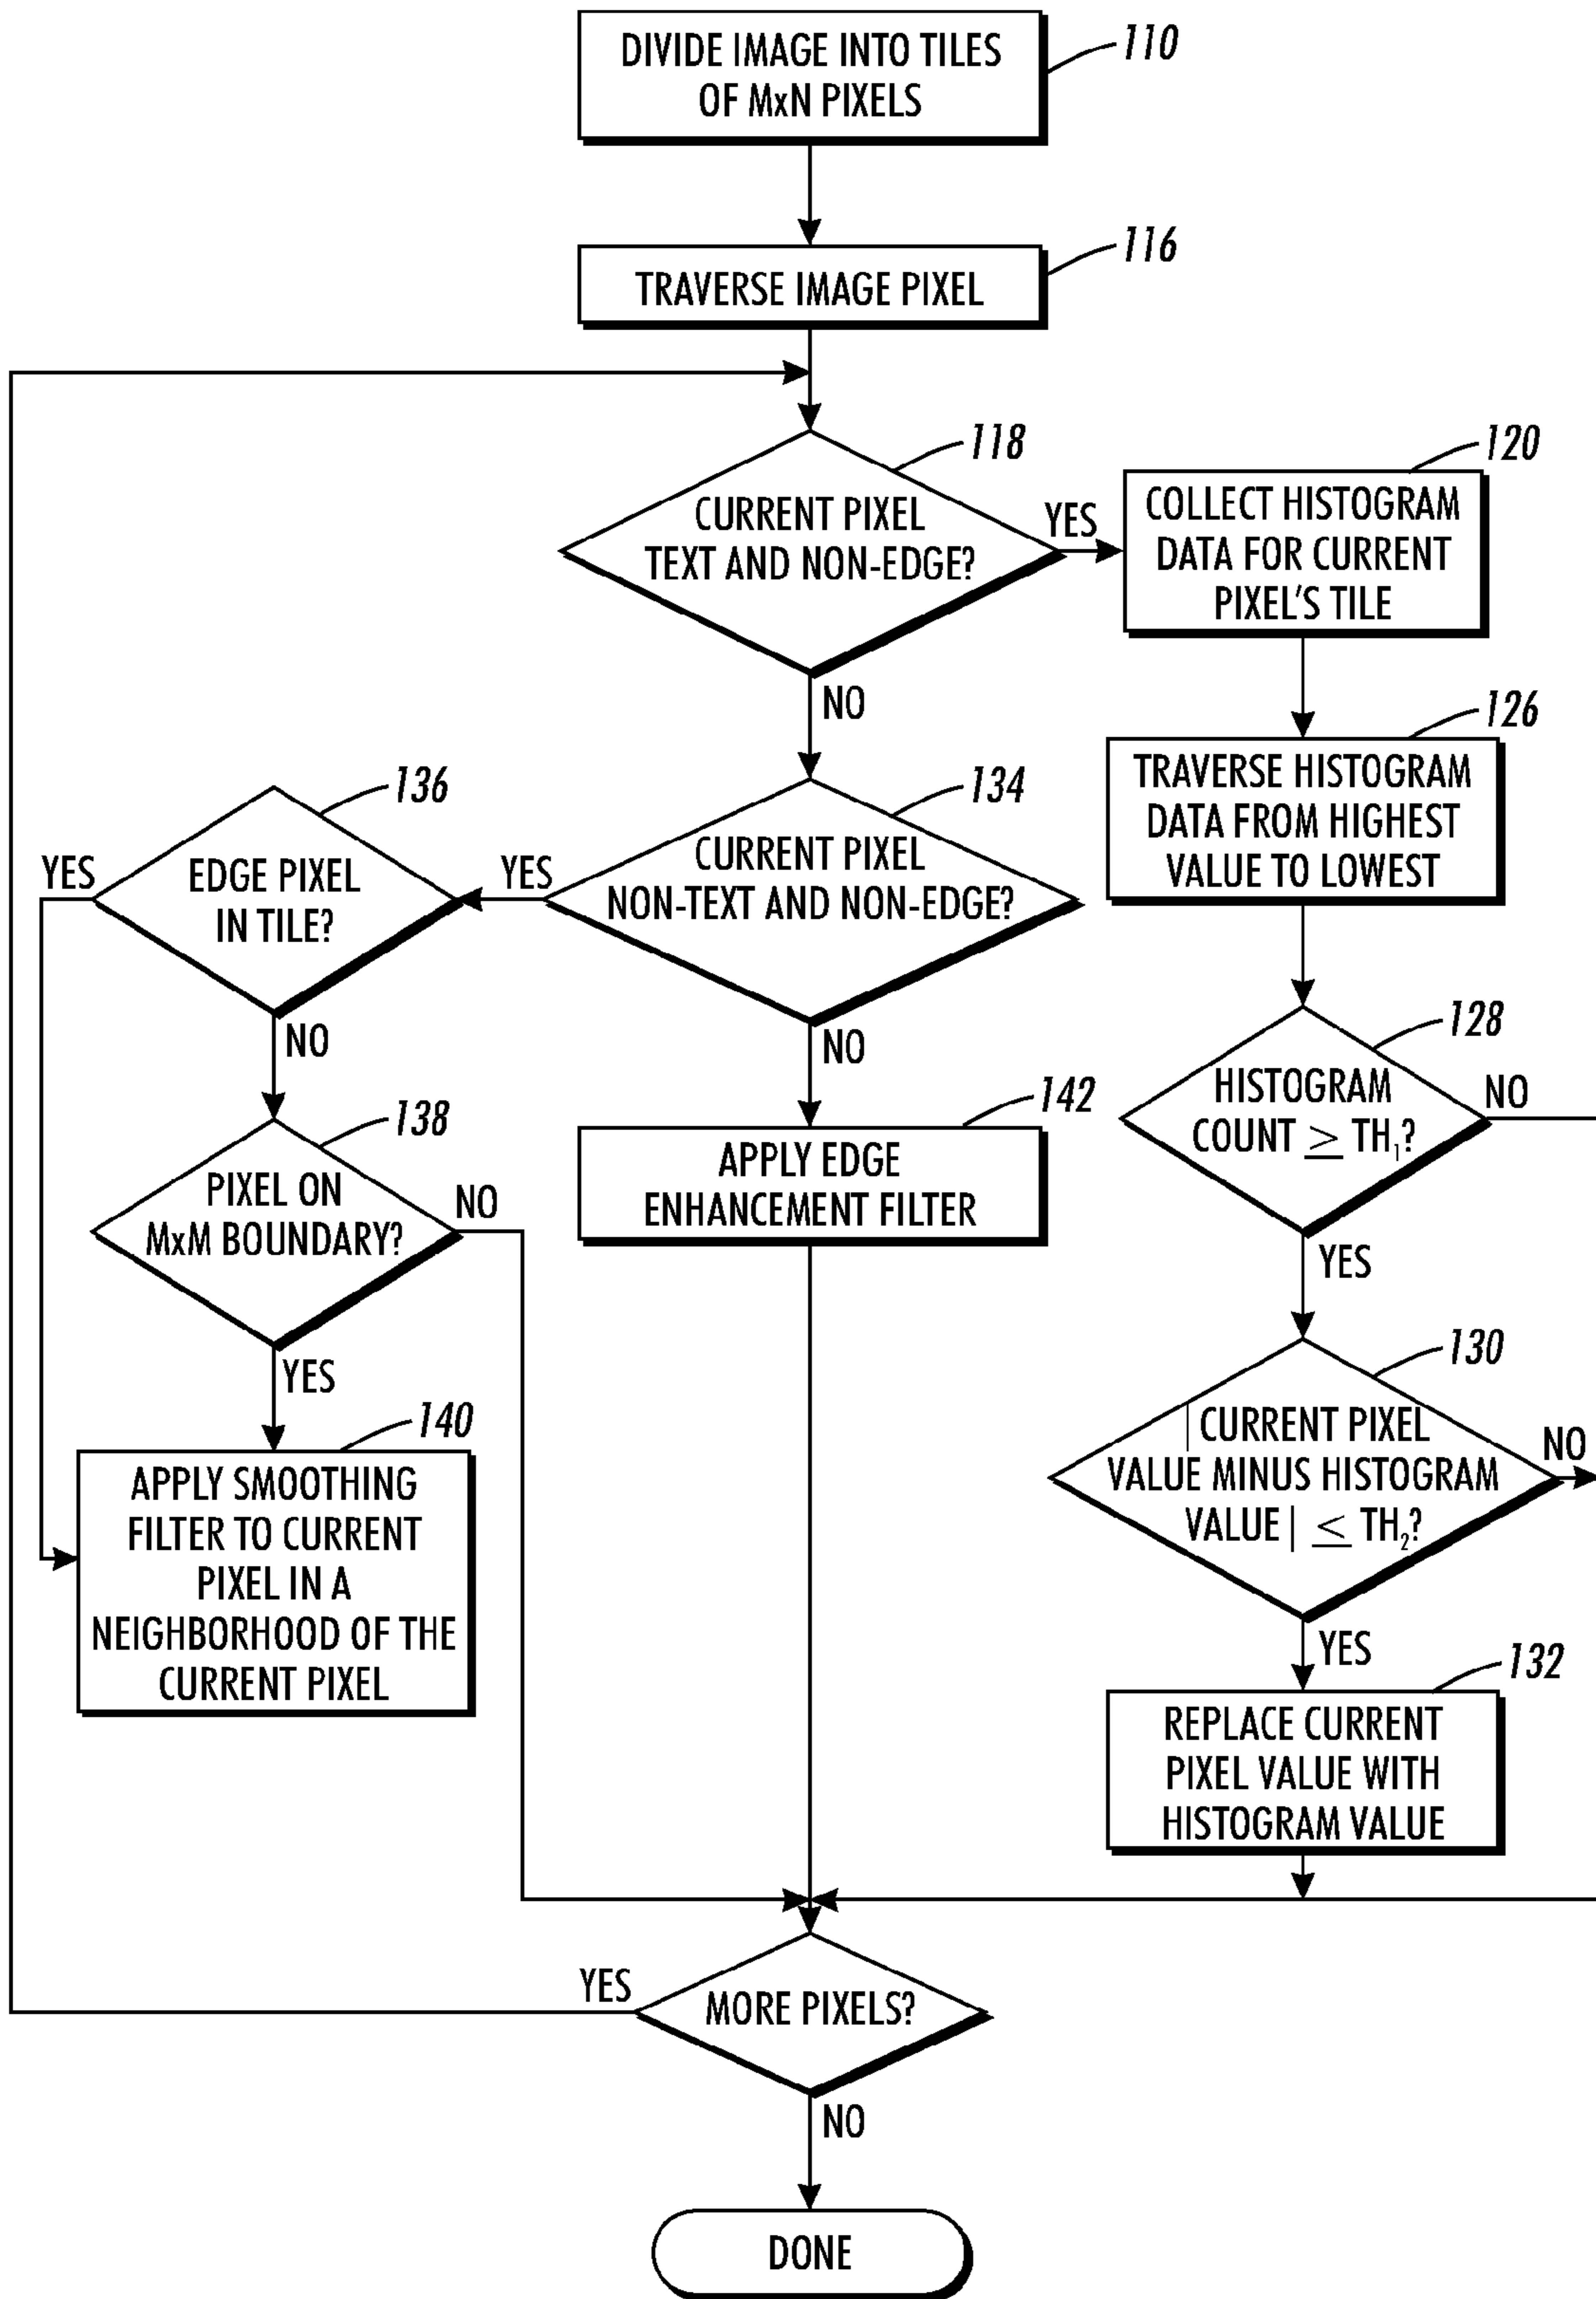 DIVIDE IMAGE INTO TILES
OF MxN PIXELS
110
TRAVERSE IMAGE PIXEL
116
CURRENT PIXEL
TEXT AND NON-EDGE?
118
YES
NO
COLLECT HISTOGRAM
DATA FOR CURRENT
PIXEL'S TILE
120
TRAVERSE HISTOGRAM
DATA FROM HIGHEST
VALUE TO LOWEST
126
CURRENT PIXEL
NON-TEXT AND NON-EDGE?
134
YES
NO
EDGE PIXEL
IN TILE?
136
YES
NO
HISTOGRAM
COUNT ≥ TH₁?
128
NO
YES
PIXEL ON
MxM BOUNDARY?
138
NO
YES
APPLY EDGE
ENHANCEMENT FILTER
142
| CURRENT PIXEL
VALUE MINUS HISTOGRAM
VALUE | ≤ TH₂?
130
NO
YES
APPLY SMOOTHING
FILTER TO CURRENT
PIXEL IN A
NEIGHBORHOOD OF THE
CURRENT PIXEL
140
REPLACE CURRENT
PIXEL VALUE WITH
HISTOGRAM VALUE
132
MORE PIXELS?
YES
NO
DONE